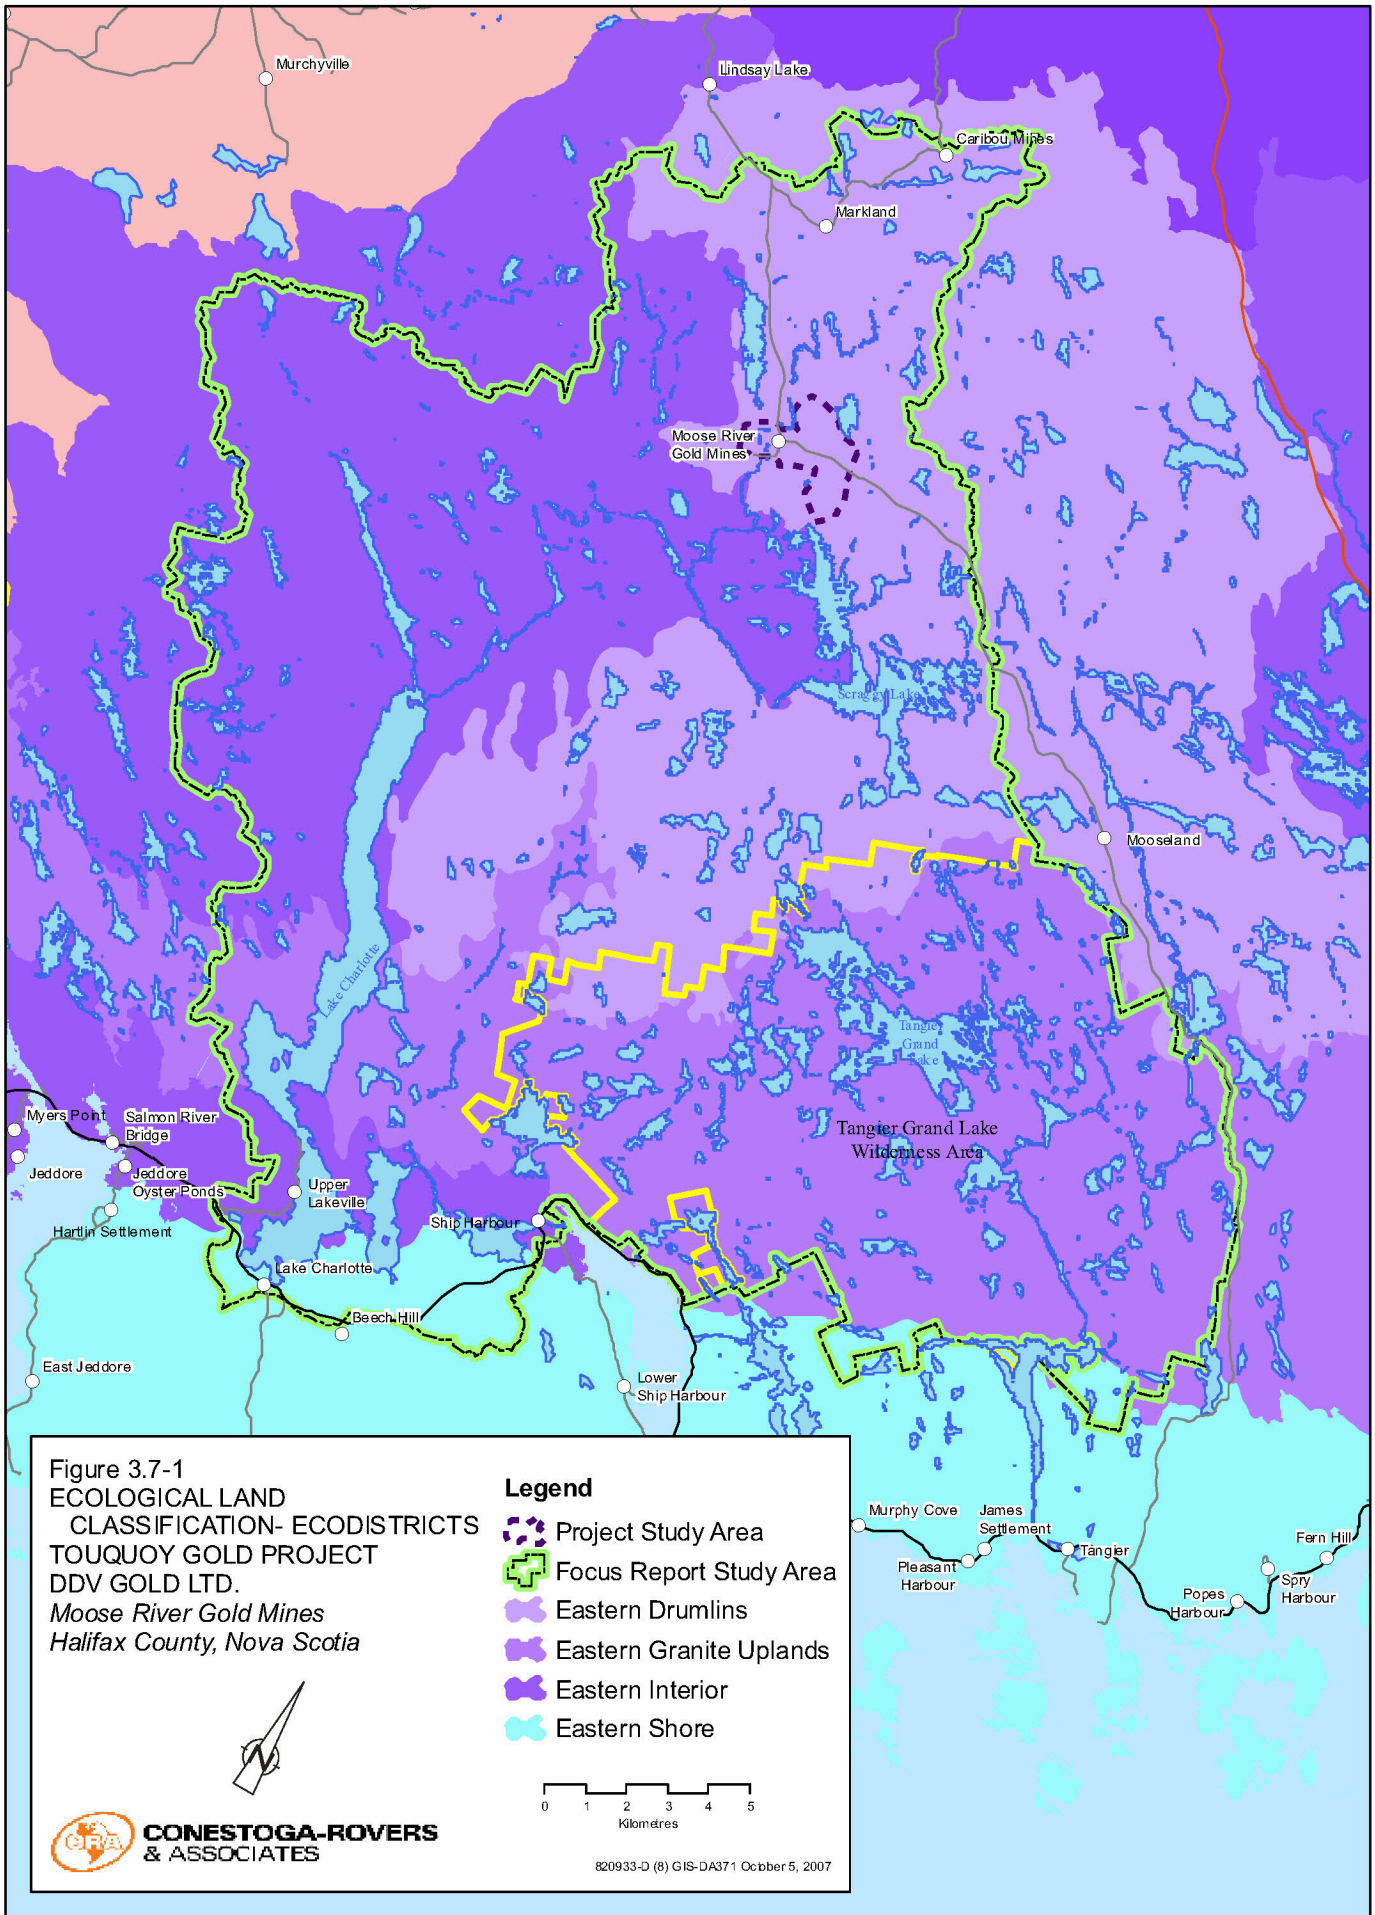 Murchyville
Lindsay Lake
Caribou Mines
Markland
Moose River
Gold Mines
Scraggy Lake
Mooseland
Lake Charlotte
Tangier
Grand
Lake
Tangier Grand Lake
Wilderness Area
Myers Point
Salmon River
Bridge
Jeddore
Jeddore
Oyster Ponds
Hartlin Settlement
Upper
Lakeville
Ship Harbour
Lake Charlotte
Beech Hill
East Jeddore
Lower
Ship Harbour
Murphy Cove
James
Settlement
Pleasant
Harbour
Tangier
Fern Hill
Spry
Harbour
Popes
Harbour
Figure 3.7-1
ECOLOGICAL LAND
CLASSIFICATION- ECODISTRICTS
TOUQUOY GOLD PROJECT
DDV GOLD LTD.
Moose River Gold Mines
Halifax County, Nova Scotia
N
Legend
Project Study Area
Focus Report Study Area
Eastern Drumlins
Eastern Granite Uplands
Eastern Interior
Eastern Shore
0 1 2 3 4 5
Kilometres
CRA
CONESTOGA-ROVERS
& ASSOCIATES
820933-D (8) GIS-DA371 October 5, 2007